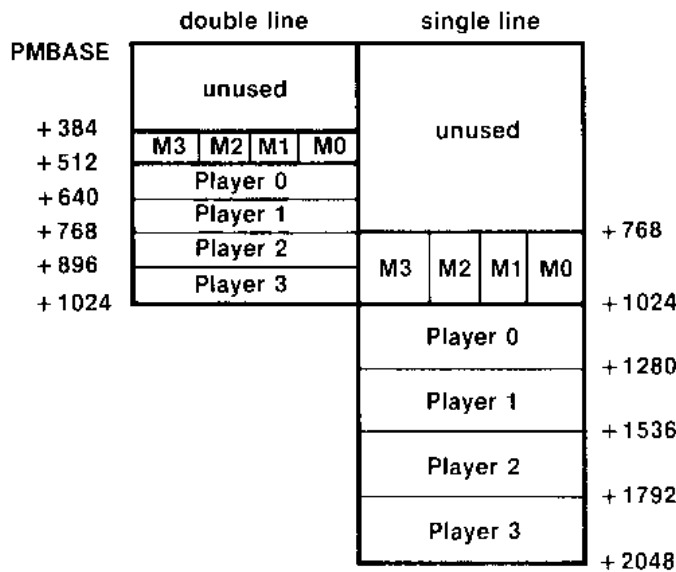 double line single line
PMBASE
unused
unused
+384
M3 M2 M1 M0
+512
Player 0
+640
Player 1
+768 +768
Player 2
+896
M3 M2 M1 M0
Player 3
+1024 +1024
Player 0
+1280
Player 1
+1536
Player 2
+1792
Player 3
+2048